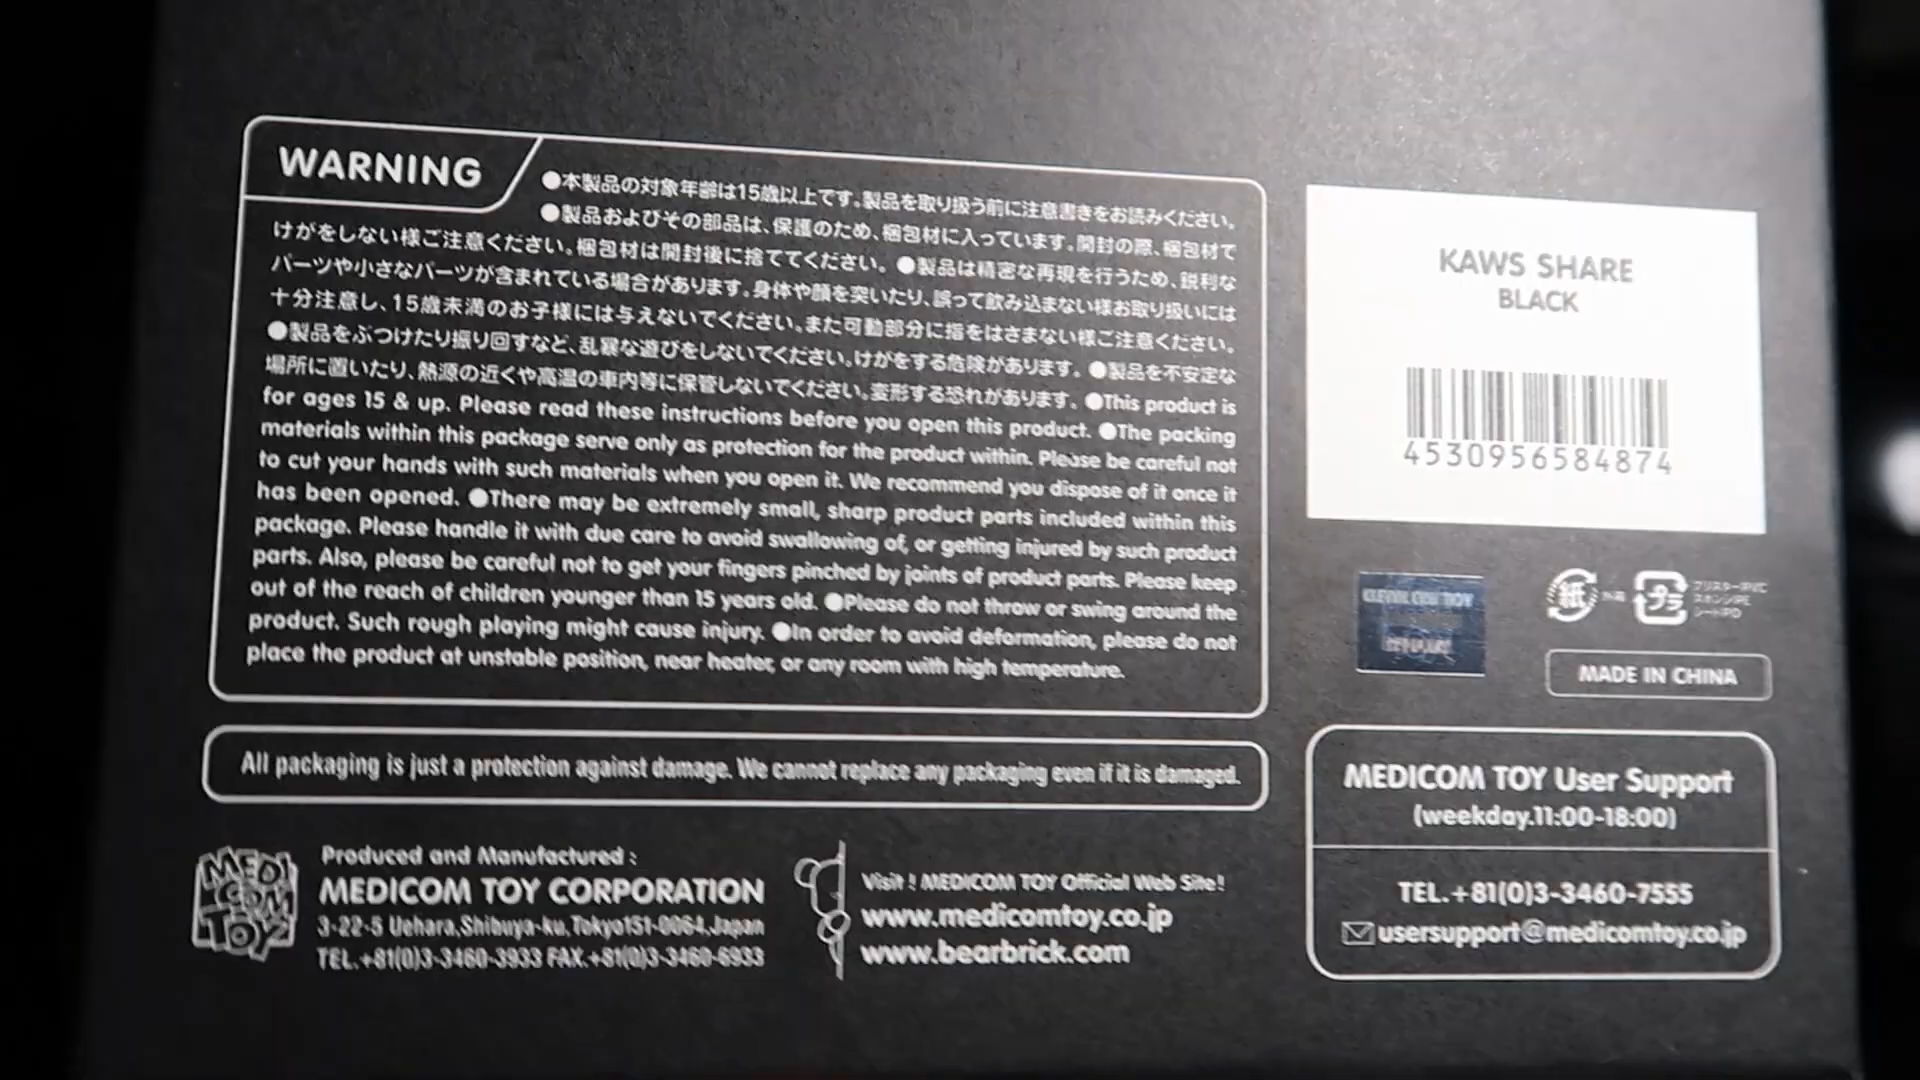 WARNING
●本製品の対象年齢は15歳以上です。製品を取り扱う前に注意書きをお読みください。
●製品およびその部品は、保護のため、梱包材に入っています。開封の際、梱包材で
けがをしない様ご注意ください。梱包材は開封後に捨ててください。●製品は精密な再現を行うため、鋭利な
パーツや小さなパーツが含まれている場合があります。身体や顔を突いたり、誤って飲み込まない様お取り扱いには
十分注意し、15歳未満のお子様には与えないでください。また可動部分に指をはさまない様ご注意ください。
●製品をぶつけたり振り回すなど、乱暴な遊びをしないでください。けがをする危険があります。●製品を不安定な
場所に置いたり、熱源の近くや高温の車内等に保管しないでください。変形する恐れがあります。●This product is
for ages 15 & up. Please read these instructions before you open this product. ●The packing
materials within this package serve only as protection for the product within. Please be careful not
to cut your hands with such materials when you open it. We recommend you dispose of it once it
has been opened. ●There may be extremely small, sharp product parts included within this
package. Please handle it with due care to avoid swallowing of, or getting injured by such product
parts. Also, please be careful not to get your fingers pinched by joints of product parts. Please keep
out of the reach of children younger than 15 years old. ●Please do not throw or swing around the
product. Such rough playing might cause injury. ●In order to avoid deformation, please do not
place the product at unstable position, near heater, or any room with high temperature.
All packaging is just a protection against damage. We cannot replace any packaging even if it is damaged.
MEDI
COM
TOY
Produced and Manufactured :
MEDICOM TOY CORPORATION
3-22-5 Uehara,Shibuya-ku,Tokyo151-0064,Japan
TEL.+81(0)3-3460-3933 FAX.+81(0)3-3460-6933
Visit ! MEDICOM TOY Official Web Site!
www.medicomtoy.co.jp
www.bearbrick.com
KAWS SHARE
BLACK
4530956584874
紙
外箱
プラ
ブリスター:PVC
スポンジ:PE
シート:PO
MADE IN CHINA
MEDICOM TOY User Support
(weekday.11:00-18:00)
TEL.+81(0)3-3460-7555
usersupport@medicomtoy.co.jp